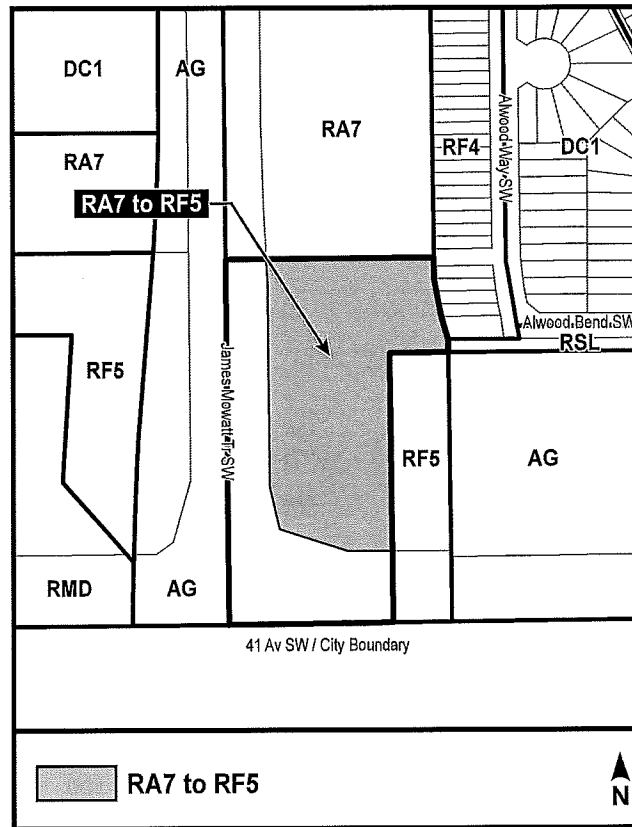 DC1
AG
RA7
RF4
Alwood Way SW
DC1
RA7
RA7 to RF5
Alwood Bend SW
RSL
James Mowatt Tr SW
RF5
RF5
AG
RMD
AG
41 Av SW / City Boundary
RA7 to RF5
N